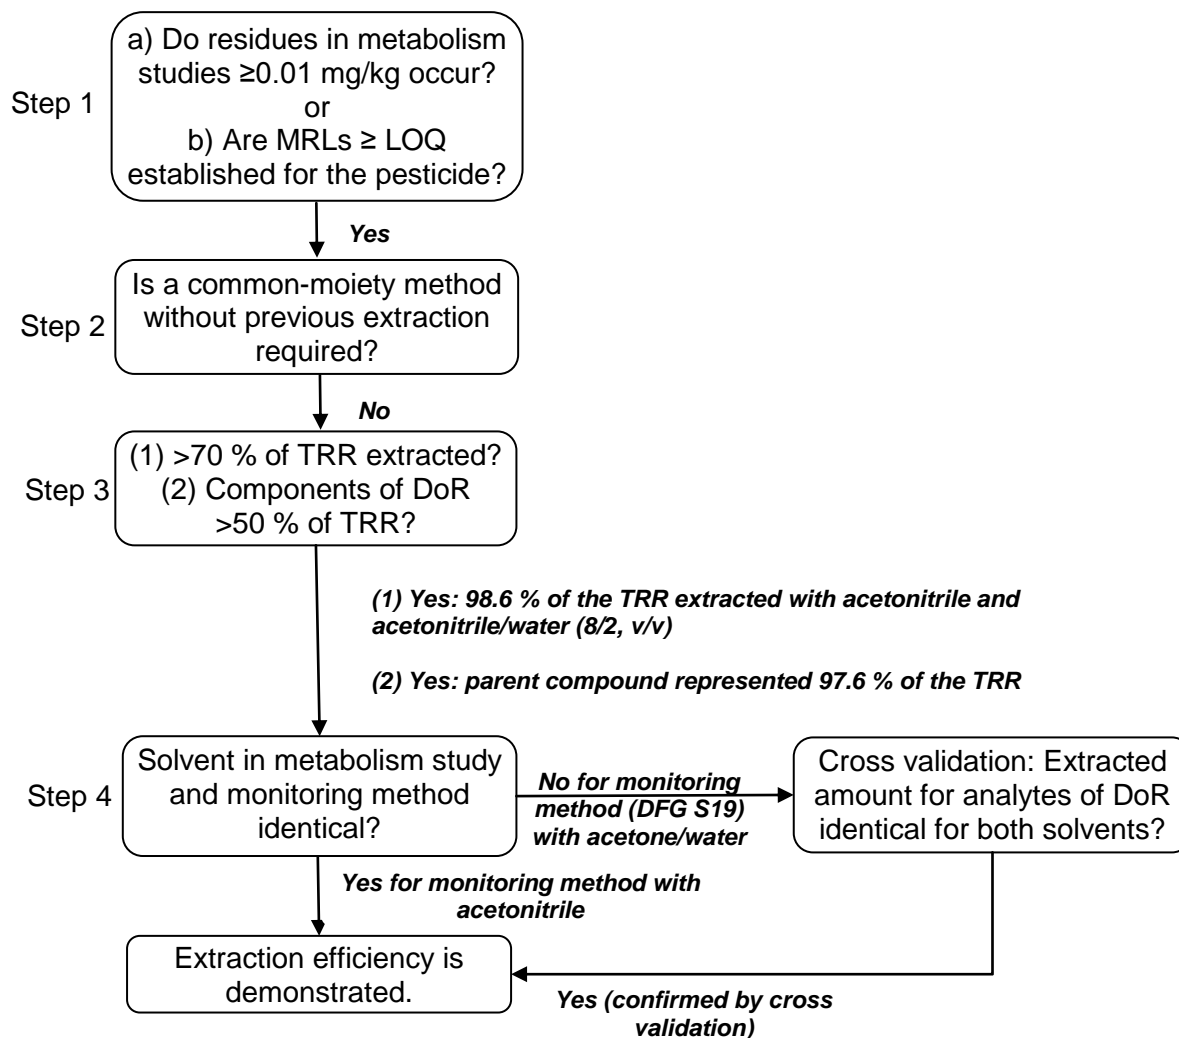 a) Do residues in metabolism
studies ≥0.01 mg/kg occur?
or
b) Are MRLs ≥ LOQ
established for the pesticide?
Step 1
Yes
Is a common-moiety method
without previous extraction
required?
Step 2
No
(1) >70 % of TRR extracted?
(2) Components of DoR
>50 % of TRR?
Step 3
(1) Yes: 98.6 % of the TRR extracted with acetonitrile and
acetonitrile/water (8/2, v/v)
(2) Yes: parent compound represented 97.6 % of the TRR
Solvent in metabolism study
and monitoring method
identical?
Step 4
No for monitoring
method (DFG S19)
with acetone/water
Cross validation: Extracted
amount for analytes of DoR
identical for both solvents?
Yes for monitoring method with
acetonitrile
Extraction efficiency is
demonstrated.
Yes (confirmed by cross
validation)